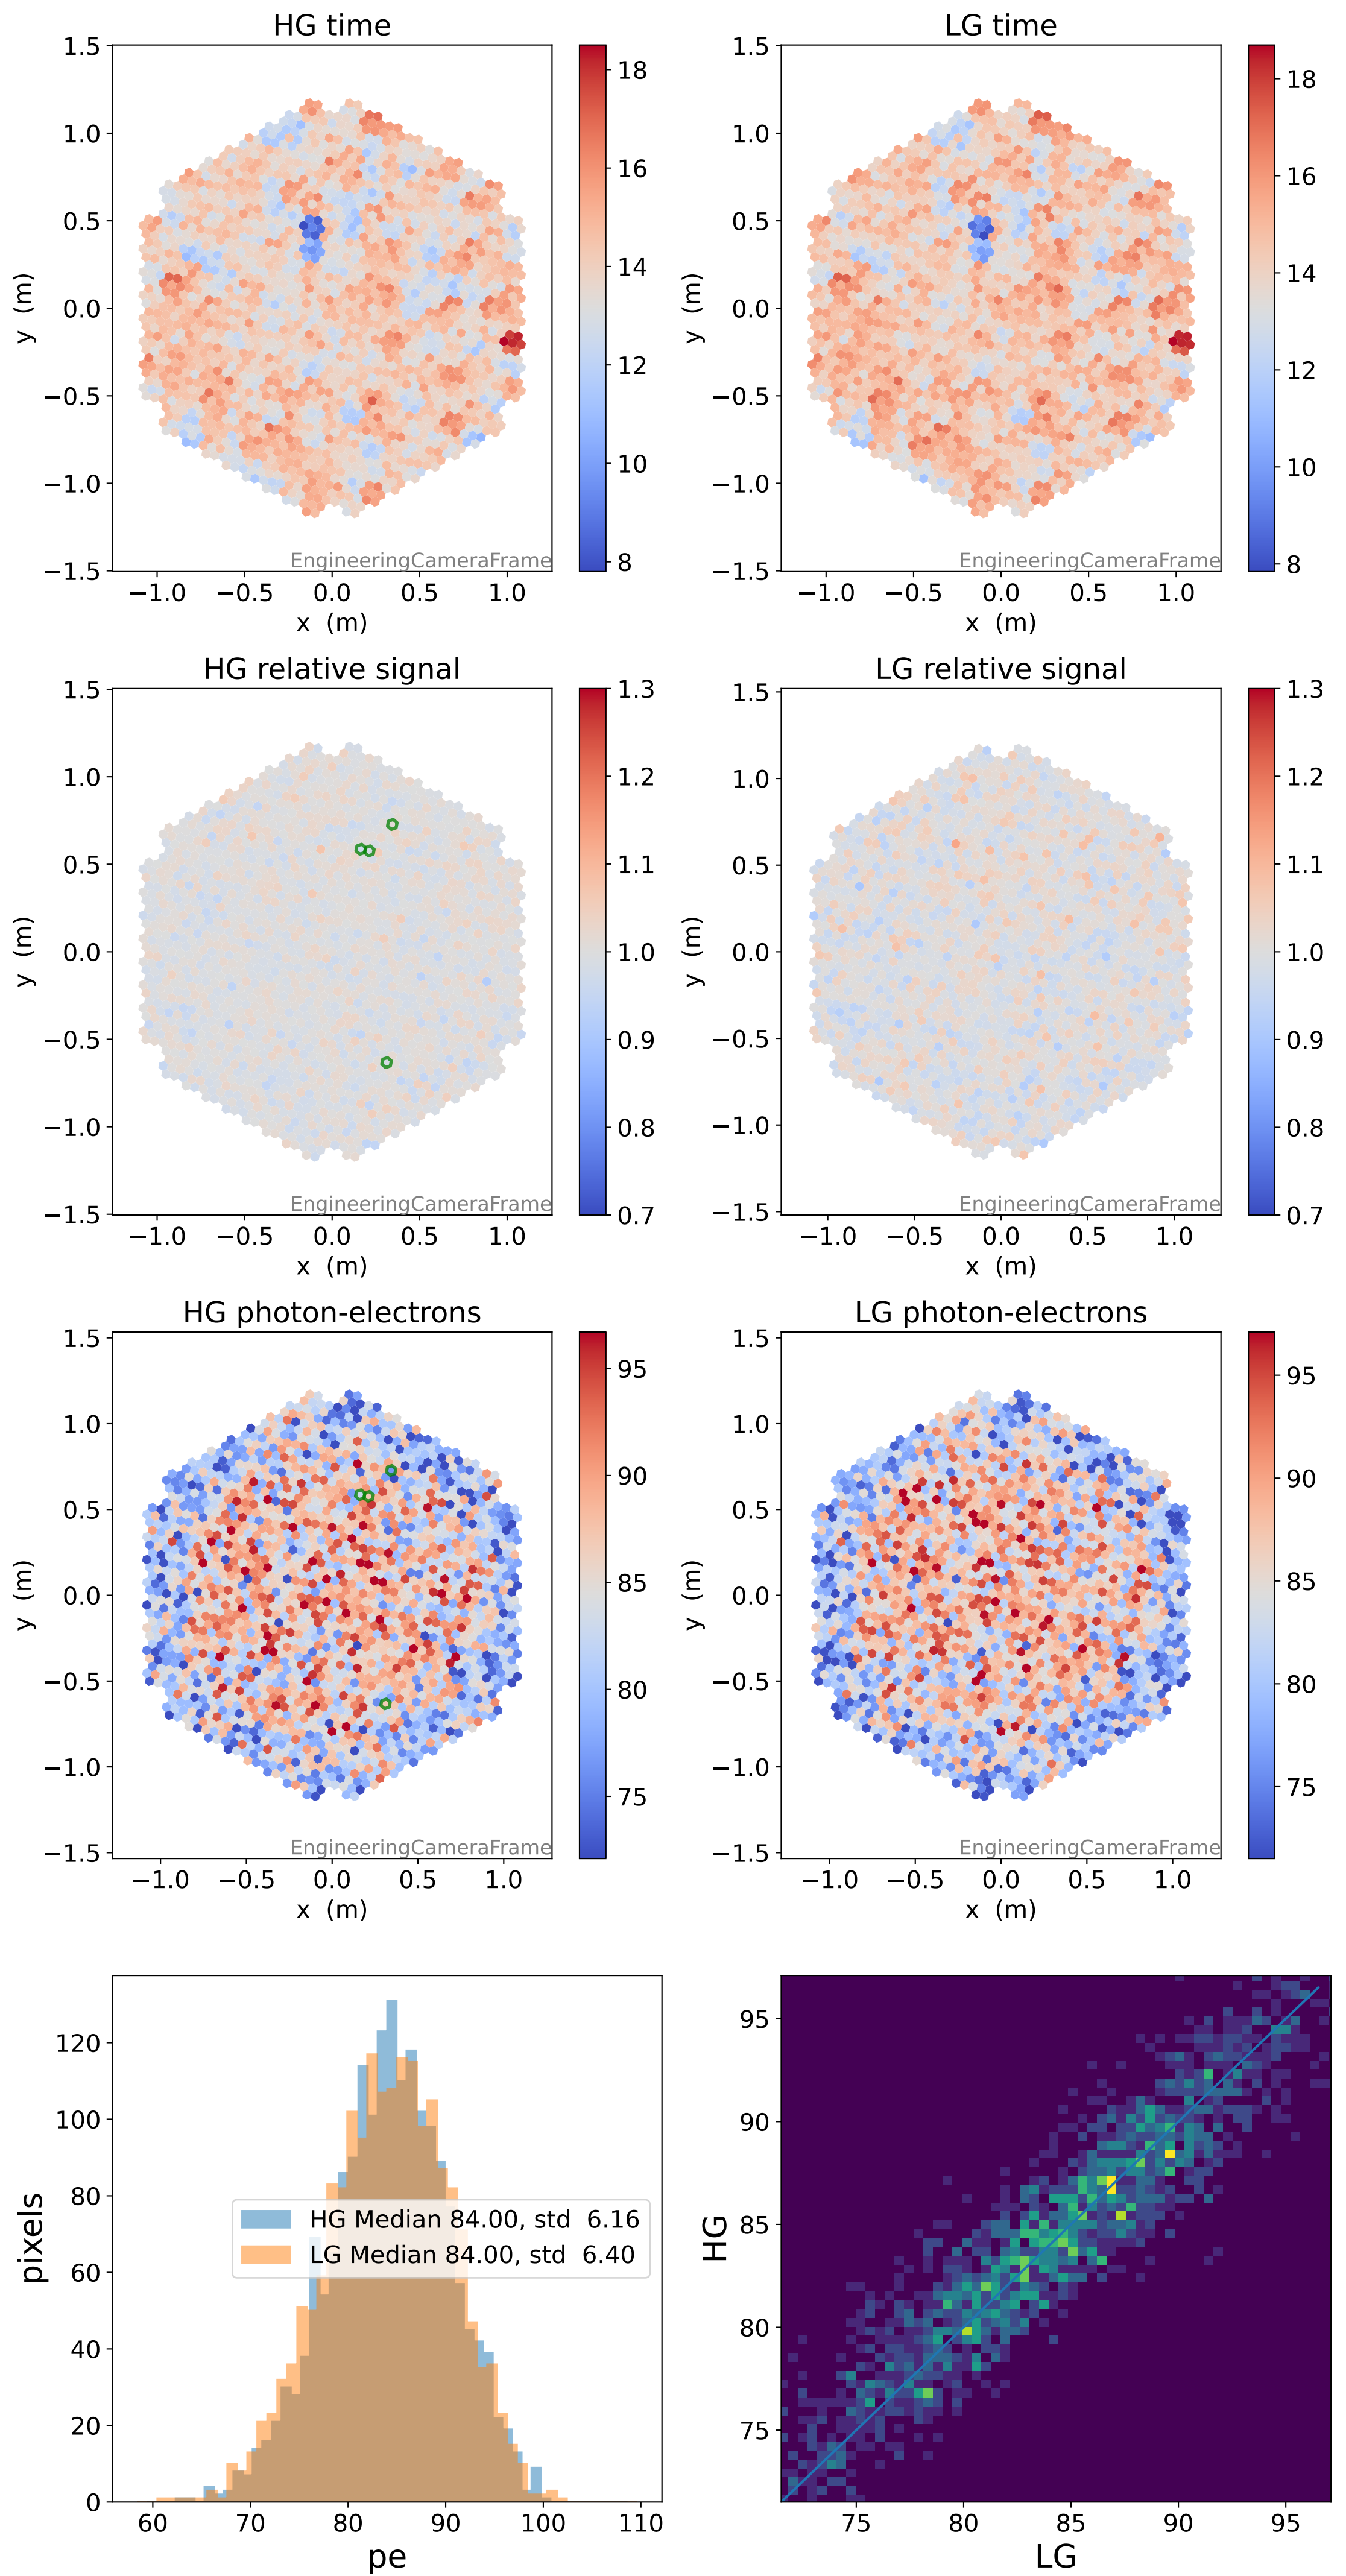 HG time
LG time
1.5
1.0
0.5
0.0
−0.5
−1.0
−1.5
y (m)
−1.0 −0.5 0.0 0.5 1.0
x (m)
EngineeringCameraFrame
18
16
14
12
10
8
1.5
1.0
0.5
0.0
−0.5
−1.0
−1.5
y (m)
−1.0 −0.5 0.0 0.5 1.0
x (m)
EngineeringCameraFrame
18
16
14
12
10
8
HG relative signal
LG relative signal
1.5
1.0
0.5
0.0
−0.5
−1.0
−1.5
y (m)
−1.0 −0.5 0.0 0.5 1.0
x (m)
EngineeringCameraFrame
1.3
1.2
1.1
1.0
0.9
0.8
0.7
1.5
1.0
0.5
0.0
−0.5
−1.0
−1.5
y (m)
−1.0 −0.5 0.0 0.5 1.0
x (m)
EngineeringCameraFrame
1.3
1.2
1.1
1.0
0.9
0.8
0.7
HG photon-electrons
LG photon-electrons
1.5
1.0
0.5
0.0
−0.5
−1.0
−1.5
y (m)
−1.0 −0.5 0.0 0.5 1.0
x (m)
EngineeringCameraFrame
95
90
85
80
75
1.5
1.0
0.5
0.0
−0.5
−1.0
−1.5
y (m)
−1.0 −0.5 0.0 0.5 1.0
x (m)
EngineeringCameraFrame
95
90
85
80
75
120
100
80
60
40
20
0
pixels
HG Median 84.00, std 6.16
LG Median 84.00, std 6.40
60 70 80 90 100 110
pe
95
90
85
80
75
HG
75 80 85 90 95
LG